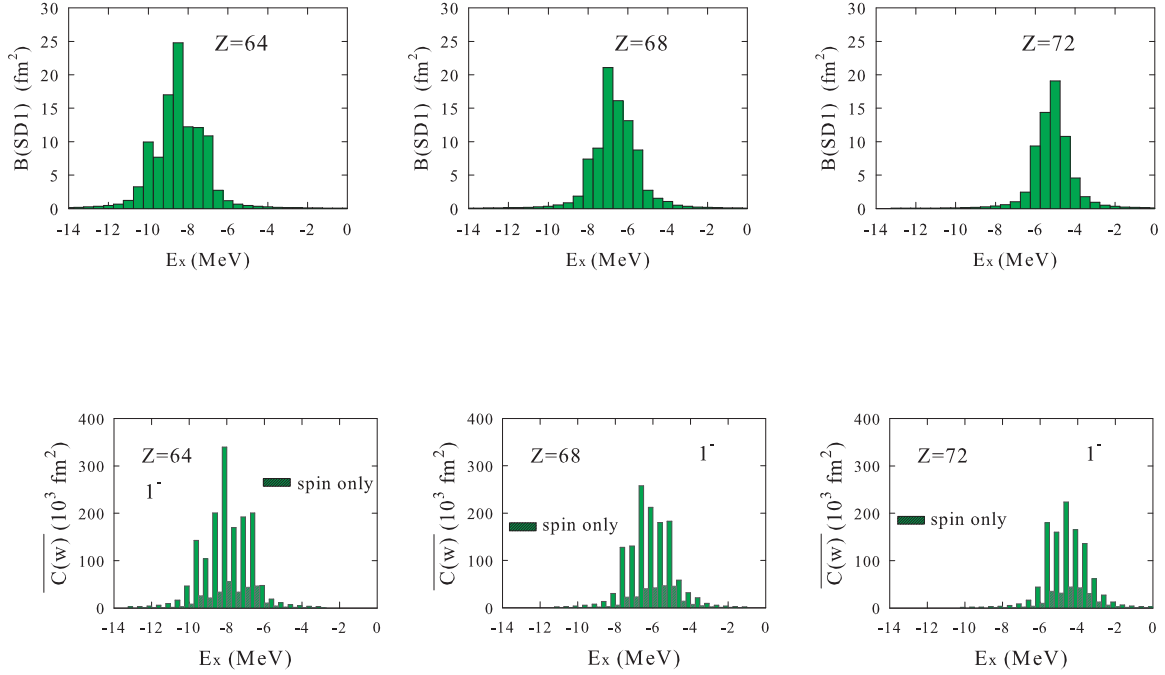 30
25
20
15
10
5
0
B(SD1) (fm²)
Z=64
-14 -12 -10 -8 -6 -4 -2 0
Ex (MeV)
30
25
20
15
10
5
0
B(SD1) (fm²)
Z=68
-14 -12 -10 -8 -6 -4 -2 0
Ex (MeV)
30
25
20
15
10
5
0
B(SD1) (fm²)
Z=72
-14 -12 -10 -8 -6 -4 -2 0
Ex (MeV)
400
300
200
100
0
C(w) (10³ fm²)
Z=64
1⁻
spin only
-14 -12 -10 -8 -6 -4 -2 0
Ex (MeV)
400
300
200
100
0
C(w) (10³ fm²)
Z=68
1⁻
spin only
-14 -12 -10 -8 -6 -4 -2 0
Ex (MeV)
400
300
200
100
0
C(w) (10³ fm²)
Z=72
1⁻
spin only
-14 -12 -10 -8 -6 -4 -2 0
Ex (MeV)